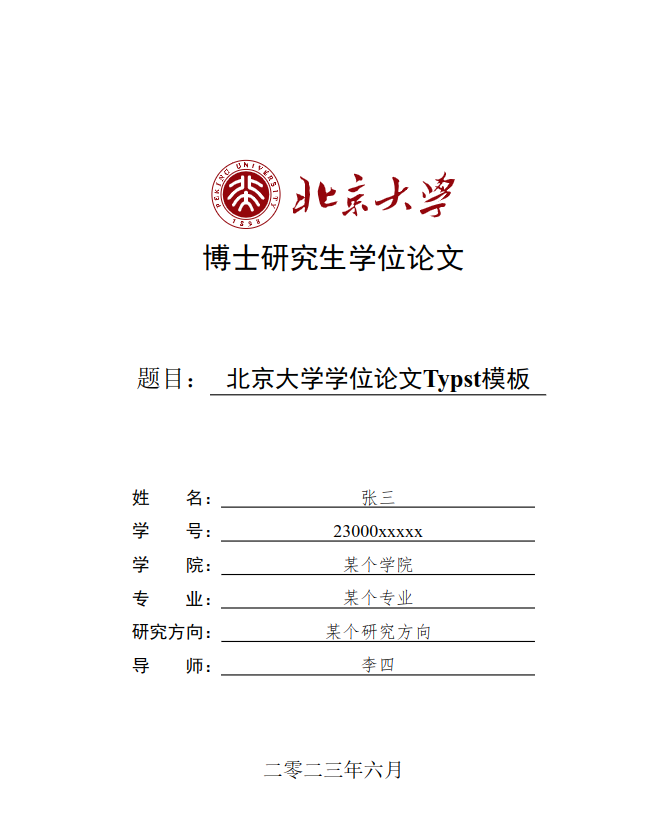 PEKING UNIVERSITY 1898 北京大学
博士研究生学位论文
题目: 北京大学学位论文Typst模板
姓 名: 张三
学 号: 23000xxxxx
学 院: 某个学院
专 业: 某个专业
研究方向: 某个研究方向
导 师: 李四
二零二三年六月